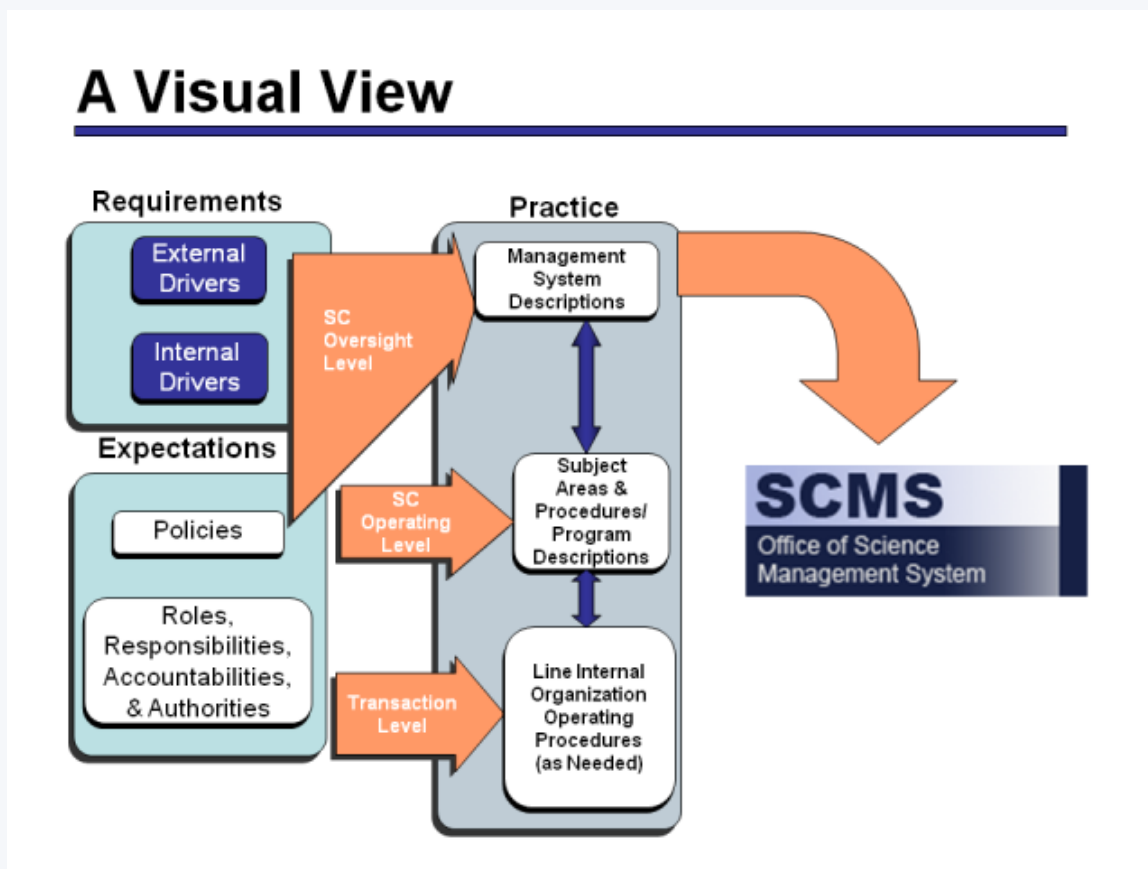 A Visual View
Requirements
External
Drivers
Internal
Drivers
Expectations
Policies
Roles,
Responsibilities,
Accountabilities,
& Authorities
SC
Oversight
Level
SC
Operating
Level
Transaction
Level
Practice
Management
System
Descriptions
Subject
Areas &
Procedures/
Program
Descriptions
Line Internal
Organization
Operating
Procedures
(as Needed)
SCMS
Office of Science
Management System